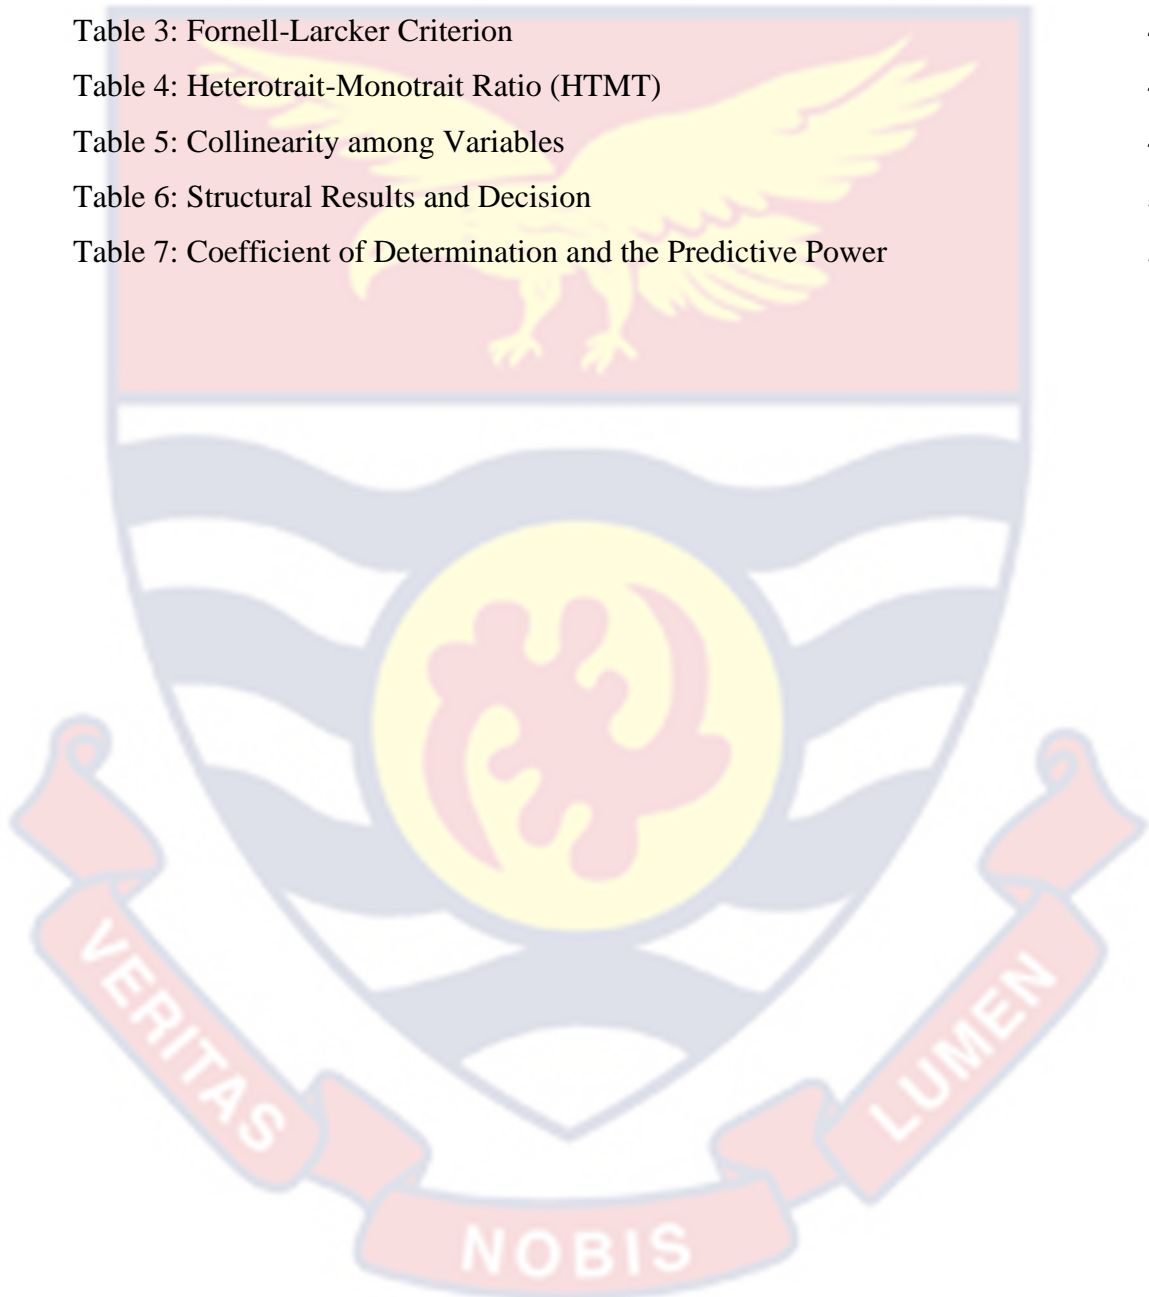 Table 3: Fornell-Larcker Criterion
Table 4: Heterotrait-Monotrait Ratio (HTMT)
Table 5: Collinearity among Variables
Table 6: Structural Results and Decision
Table 7: Coefficient of Determination and the Predictive Power
VERITAS
NOBIS
LUMEN